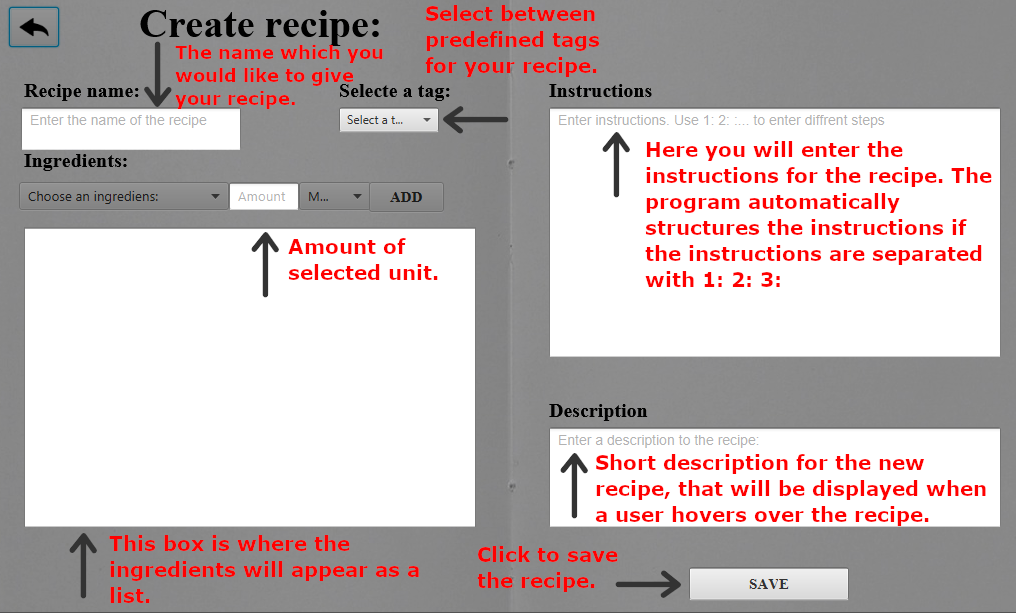 Create recipe:
Select between
predefined tags
for your recipe.
The name which you
would like to give
your recipe.
Recipe name:
Selecte a tag:
Enter the name of the recipe
Select a t...
Ingredients:
Choose an ingrediens:
Amount
M...
ADD
Amount of
selected unit.
This box is where the
ingredients will appear as a
list.
Instructions
Enter instructions. Use 1: 2: :... to enter diffrent steps
Here you will enter the
instructions for the recipe. The
program automatically
structures the instructions if
the instructions are separated
with 1: 2: 3:
Description
Enter a description to the recipe:
Short description for the new
recipe, that will be displayed when
a user hovers over the recipe.
Click to save
the recipe.
SAVE